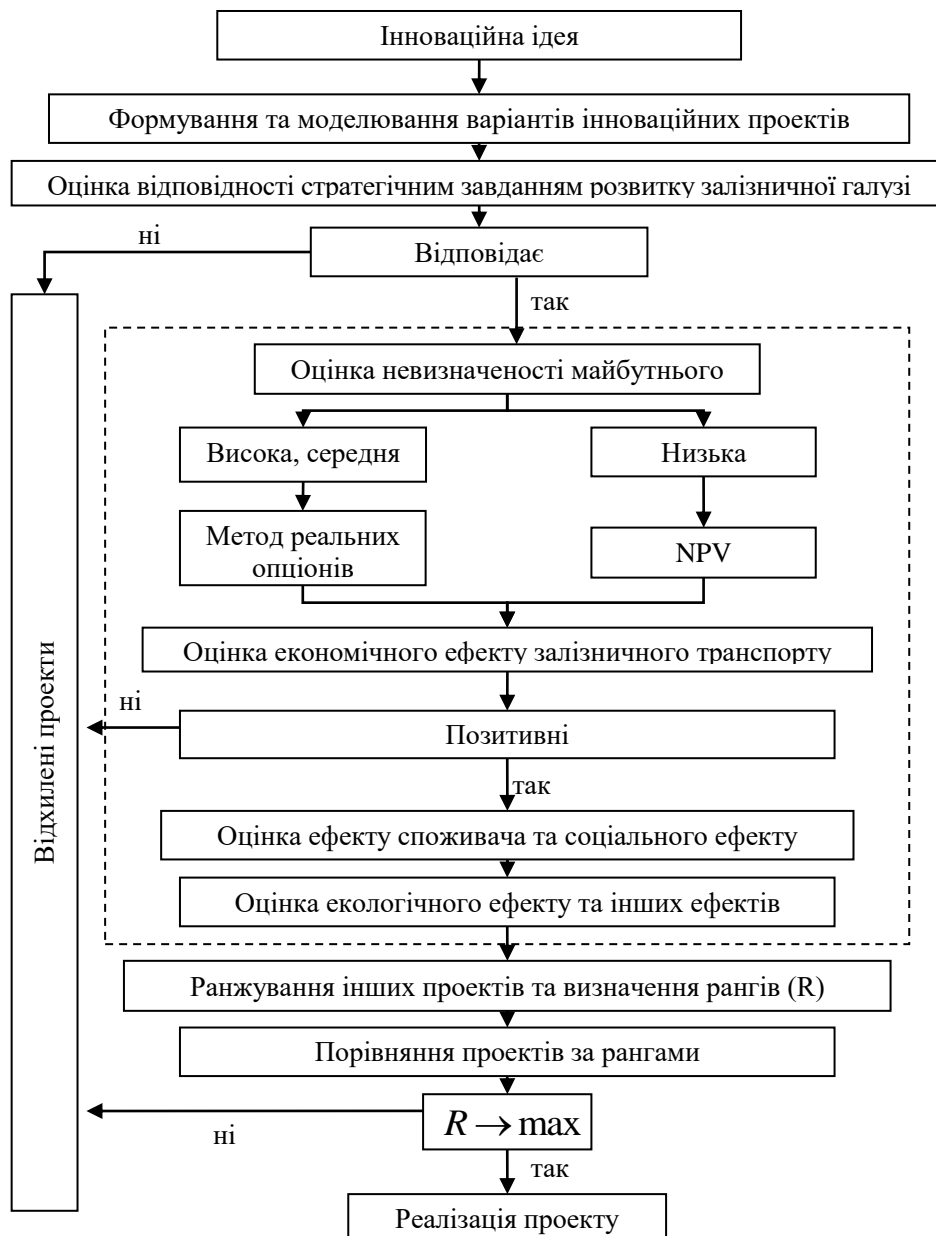 Інноваційна ідея
Формування та моделювання варіантів інноваційних проектів
Оцінка відповідності стратегічним завданням розвитку залізничної галузі
ні
Відповідає
так
Оцінка невизначеності майбутнього
Висока, середня
Низька
Метод реальних
опціонів
NPV
Оцінка економічного ефекту залізничного транспорту
ні
Позитивні
так
Відхилені проекти
Оцінка ефекту споживача та соціального ефекту
Оцінка екологічного ефекту та інших ефектів
Ранжування інших проектів та визначення рангів (R)
Порівняння проектів за рангами
R → max
ні
так
Реалізація проекту